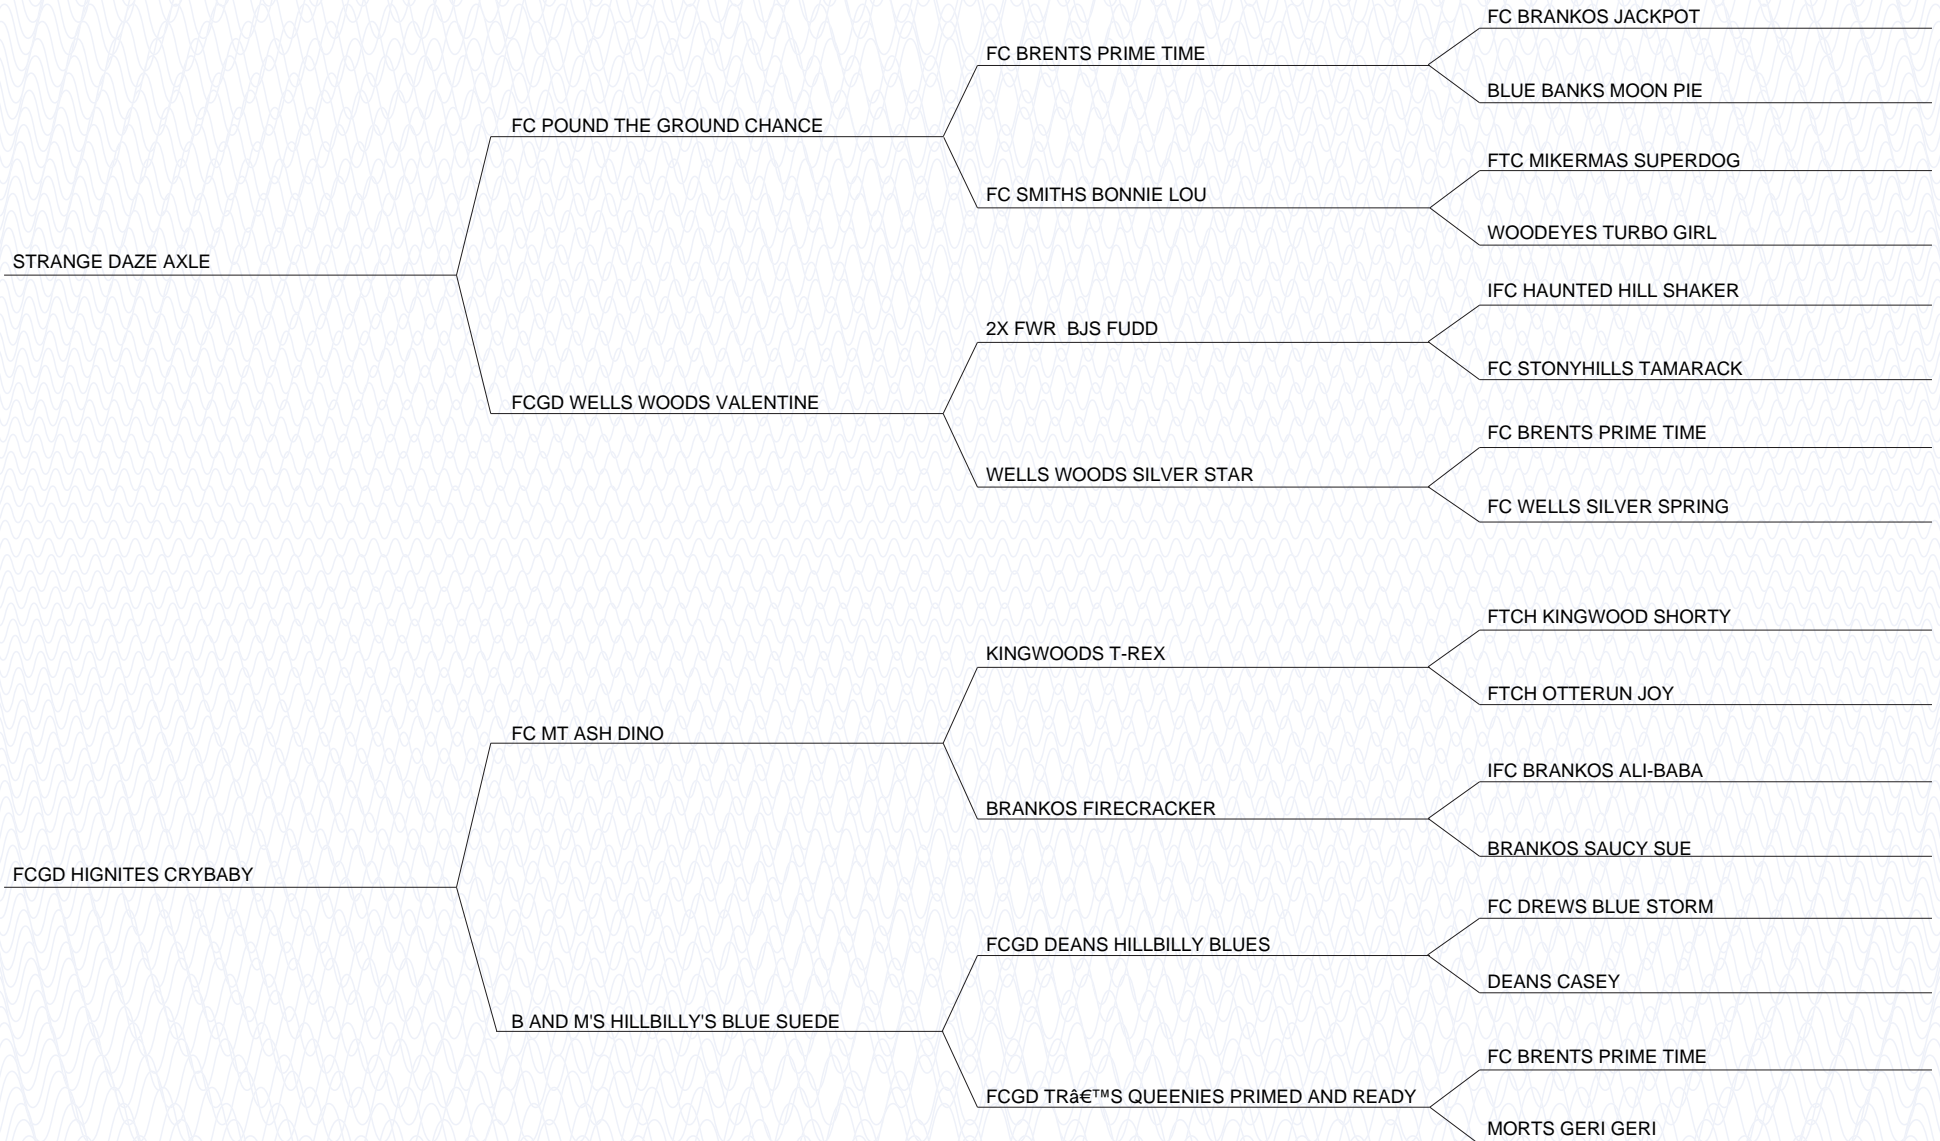 FC BRANKOS JACKPOT
FC BRENTS PRIME TIME
BLUE BANKS MOON PIE
FC POUND THE GROUND CHANCE
FTC MIKERMAS SUPERDOG
FC SMITHS BONNIE LOU
WOODEYES TURBO GIRL
STRANGE DAZE AXLE
IFC HAUNTED HILL SHAKER
2X FWR  BJS FUDD
FC STONYHILLS TAMARACK
FCGD WELLS WOODS VALENTINE
FC BRENTS PRIME TIME
WELLS WOODS SILVER STAR
FC WELLS SILVER SPRING
FTCH KINGWOOD SHORTY
KINGWOODS T-REX
FTCH OTTERUN JOY
FC MT ASH DINO
IFC BRANKOS ALI-BABA
BRANKOS FIRECRACKER
BRANKOS SAUCY SUE
FCGD HIGNITES CRYBABY
FC DREWS BLUE STORM
FCGD DEANS HILLBILLY BLUES
DEANS CASEY
B AND M'S HILLBILLY'S BLUE SUEDE
FC BRENTS PRIME TIME
FCGD TRâ€™S QUEENIES PRIMED AND READY
MORTS GERI GERI